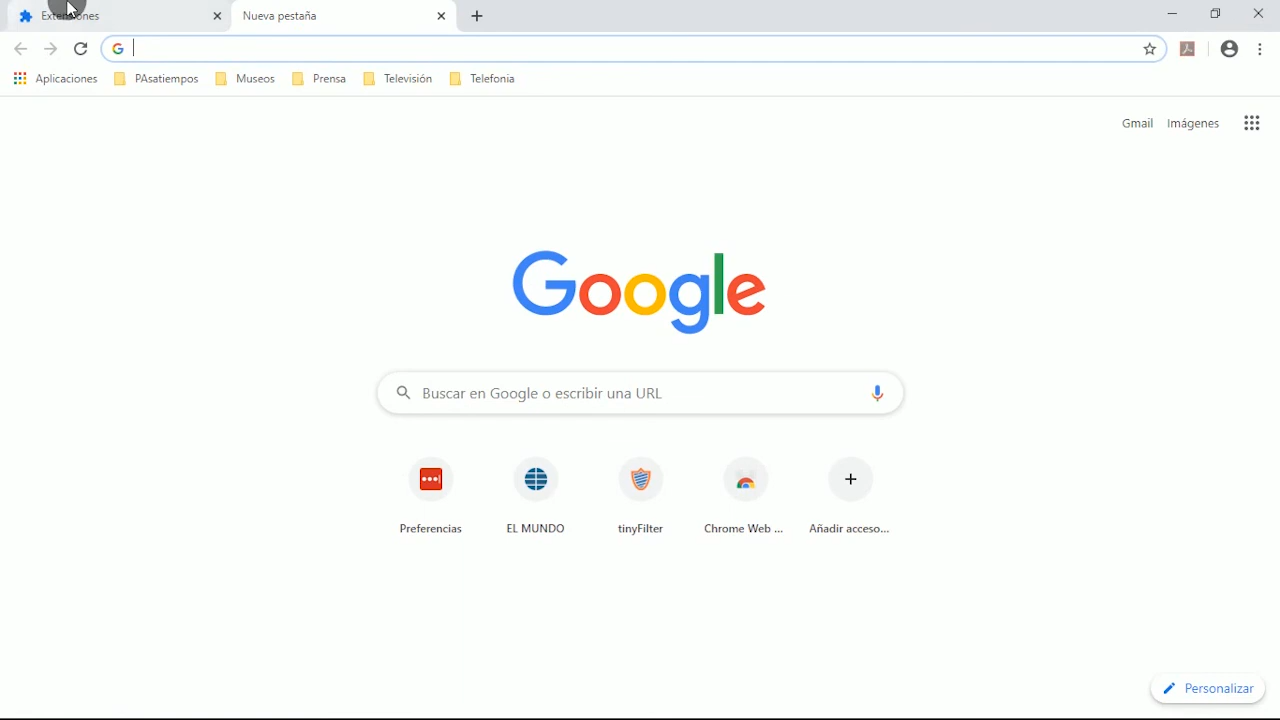 Extensiones
Nueva pestaña
Aplicaciones PAsatiempos Museos Prensa Televisión Telefonía
Gmail Imágenes
Google
Buscar en Google o escribir una URL
Preferencias EL MUNDO tinyFilter Chrome Web ... Añadir acceso...
Personalizar